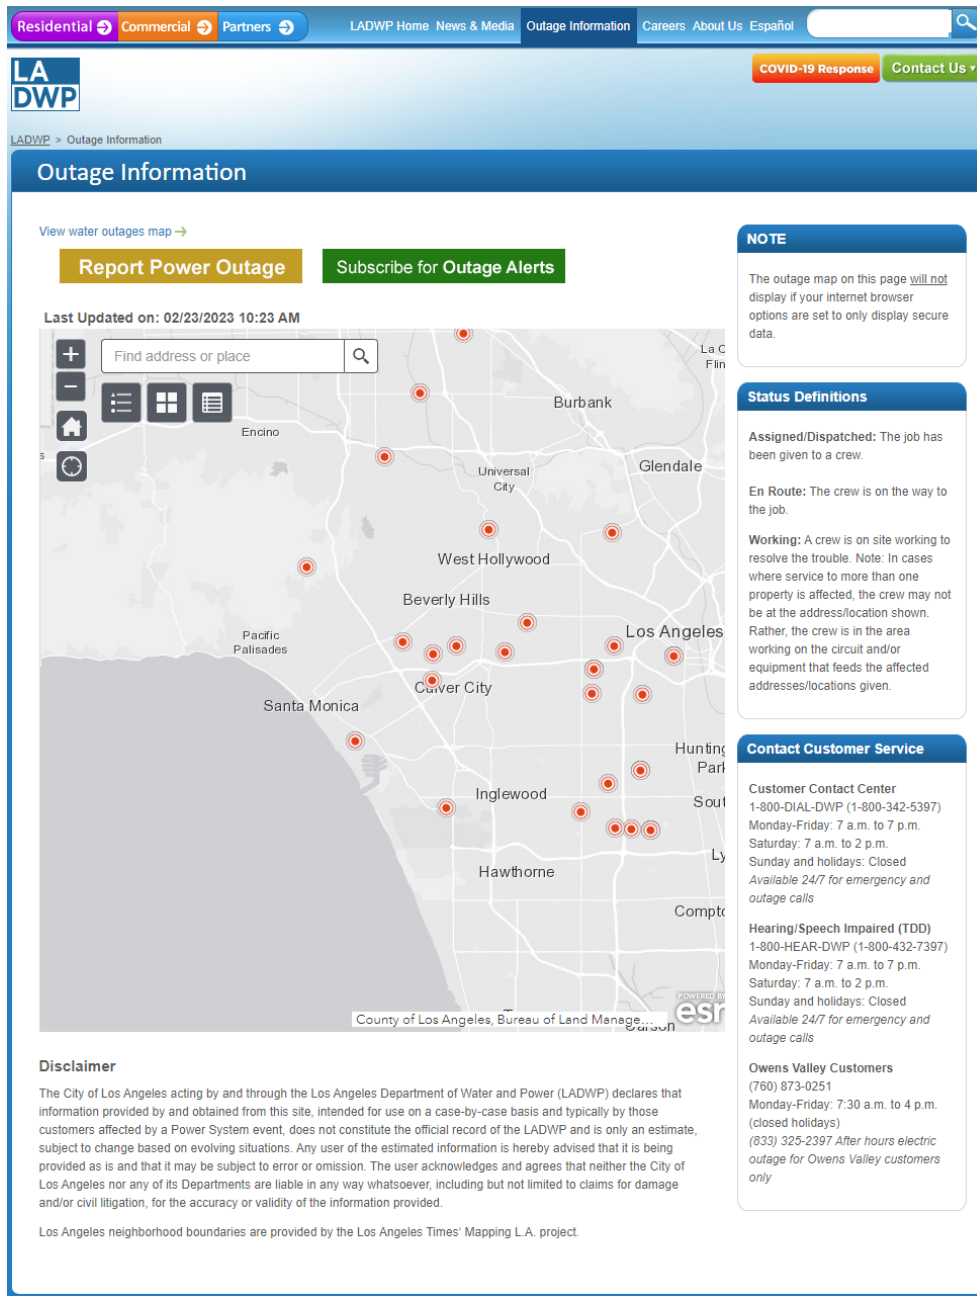 Residential
Commercial
Partners
LADWP Home News & Media Outage Information Careers About Us Español
COVID-19 Response
Contact Us
LA
DWP
LADWP > Outage Information
Outage Information
View water outages map
Report Power Outage
Subscribe for Outage Alerts
Last Updated on: 02/23/2023 10:23 AM
+
Find address or place
−
La C
Flin
Burbank
Encino
s
Universal
City
Glendale
West Hollywood
Beverly Hills
Pacific
Palisades
Los Angeles
Culver City
Santa Monica
Hunting
Park
Inglewood
Sout
Ly
Hawthorne
Compto
T
Carson
POWERED BY
esri
County of Los Angeles, Bureau of Land Manage...
Disclaimer
The City of Los Angeles acting by and through the Los Angeles Department of Water and Power (LADWP) declares that
information provided by and obtained from this site, intended for use on a case-by-case basis and typically by those
customers affected by a Power System event, does not constitute the official record of the LADWP and is only an estimate,
subject to change based on evolving situations. Any user of the estimated information is hereby advised that it is being
provided as is and that it may be subject to error or omission. The user acknowledges and agrees that neither the City of
Los Angeles nor any of its Departments are liable in any way whatsoever, including but not limited to claims for damage
and/or civil litigation, for the accuracy or validity of the information provided.
Los Angeles neighborhood boundaries are provided by the Los Angeles Times' Mapping L.A. project.
NOTE
The outage map on this page will not
display if your internet browser
options are set to only display secure
data.
Status Definitions
Assigned/Dispatched: The job has
been given to a crew.
En Route: The crew is on the way to
the job.
Working: A crew is on site working to
resolve the trouble. Note: In cases
where service to more than one
property is affected, the crew may not
be at the address/location shown.
Rather, the crew is in the area
working on the circuit and/or
equipment that feeds the affected
addresses/locations given.
Contact Customer Service
Customer Contact Center
1-800-DIAL-DWP (1-800-342-5397)
Monday-Friday: 7 a.m. to 7 p.m.
Saturday: 7 a.m. to 2 p.m.
Sunday and holidays: Closed
Available 24/7 for emergency and
outage calls
Hearing/Speech Impaired (TDD)
1-800-HEAR-DWP (1-800-432-7397)
Monday-Friday: 7 a.m. to 7 p.m.
Saturday: 7 a.m. to 2 p.m.
Sunday and holidays: Closed
Available 24/7 for emergency and
outage calls
Owens Valley Customers
(760) 873-0251
Monday-Friday: 7:30 a.m. to 4 p.m.
(closed holidays)
(833) 325-2397 After hours electric
outage for Owens Valley customers
only